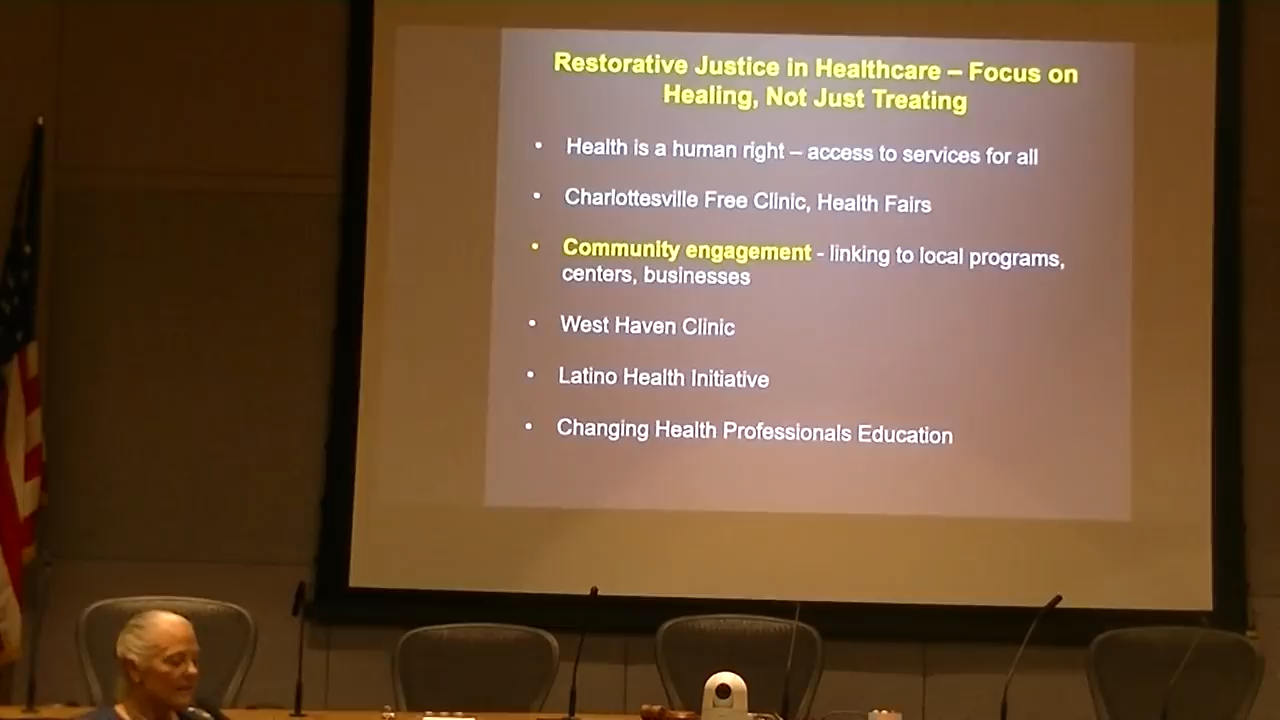 Restorative Justice in Healthcare – Focus on
Healing, Not Just Treating
• Health is a human right – access to services for all
• Charlottesville Free Clinic, Health Fairs
• Community engagement - linking to local programs,
centers, businesses
• West Haven Clinic
• Latino Health Initiative
• Changing Health Professionals Education